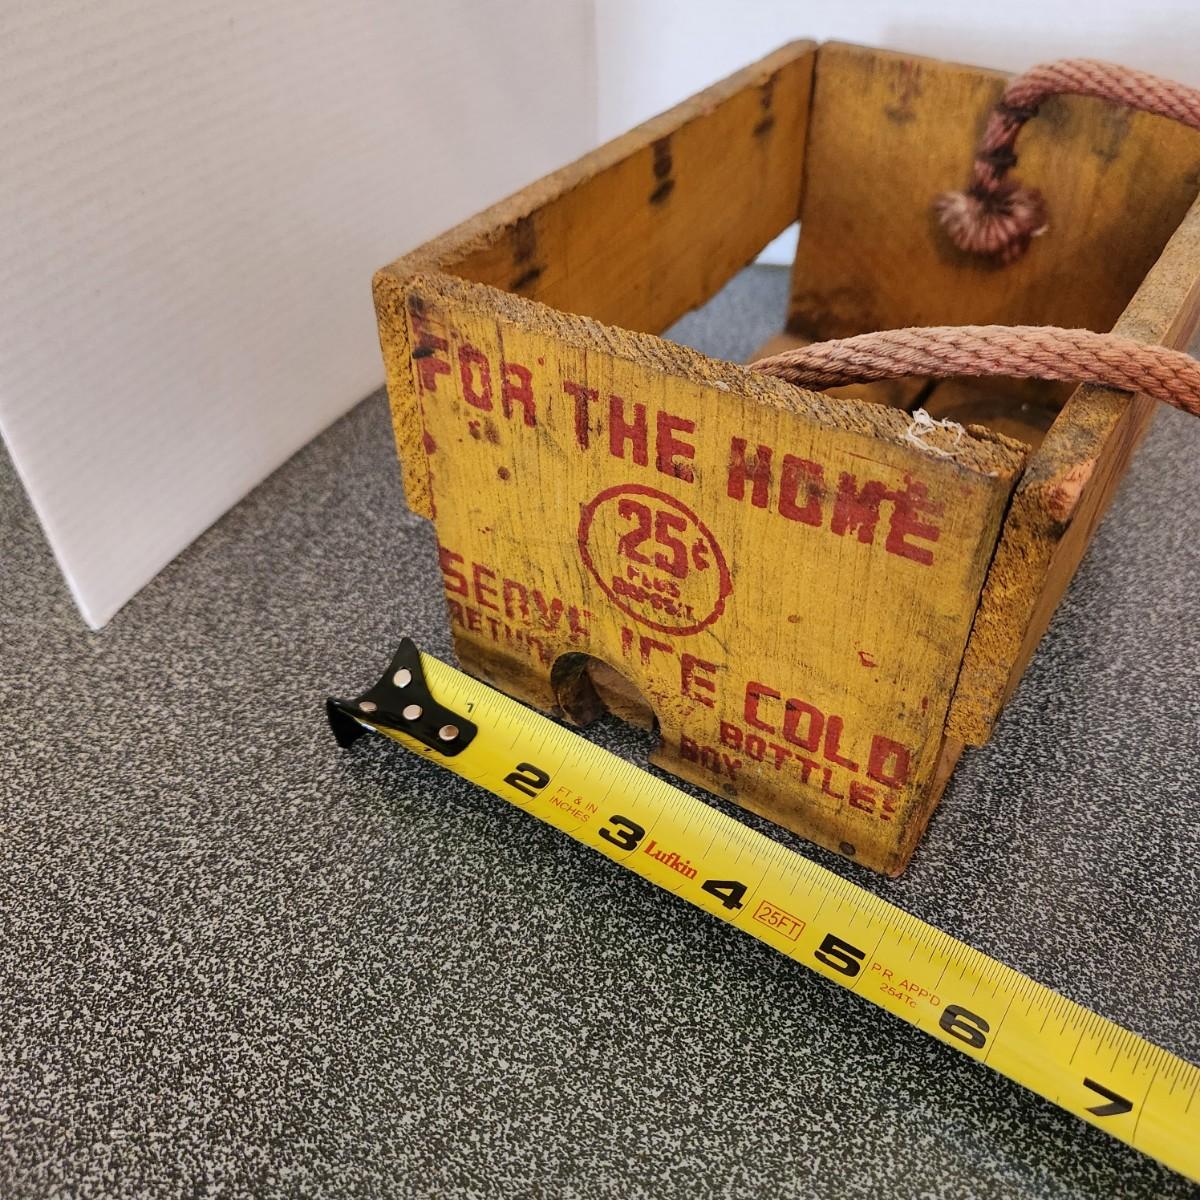 FOR THE HOME
25¢
PLUS
DEPOSIT
SERVE ICE COLD
RETURN BOTTLE!
BOX
1
2
FT & IN
INCHES
3
Lufkin
4
25FT
5
P.R. APP'D
254Tc
6
7